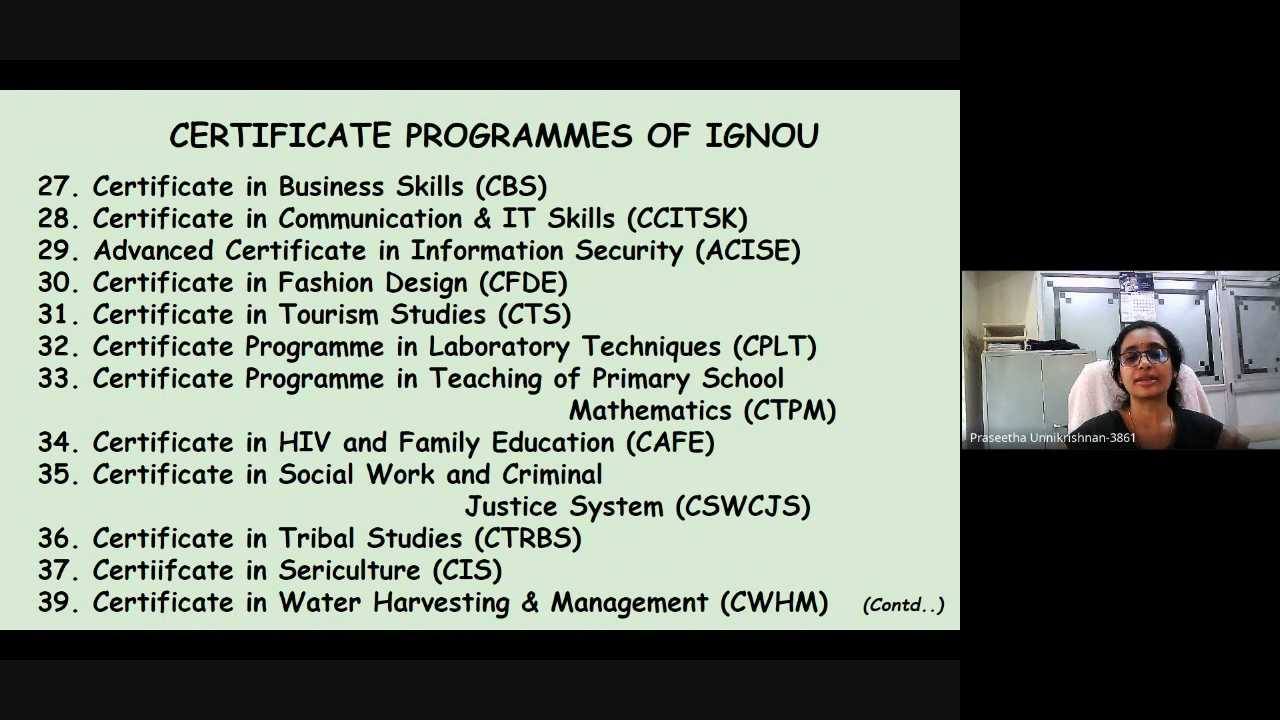 CERTIFICATE PROGRAMMES OF IGNOU
27. Certificate in Business Skills (CBS)
28. Certificate in Communication & IT Skills (CCITSK)
29. Advanced Certificate in Information Security (ACISE)
30. Certificate in Fashion Design (CFDE)
31. Certificate in Tourism Studies (CTS)
32. Certificate Programme in Laboratory Techniques (CPLT)
33. Certificate Programme in Teaching of Primary School
Mathematics (CTPM)
34. Certificate in HIV and Family Education (CAFE)
35. Certificate in Social Work and Criminal
Justice System (CSWCJS)
36. Certificate in Tribal Studies (CTRBS)
37. Certiifcate in Sericulture (CIS)
39. Certificate in Water Harvesting & Management (CWHM) (Contd..)
Praseetha Unnikrishnan-3861